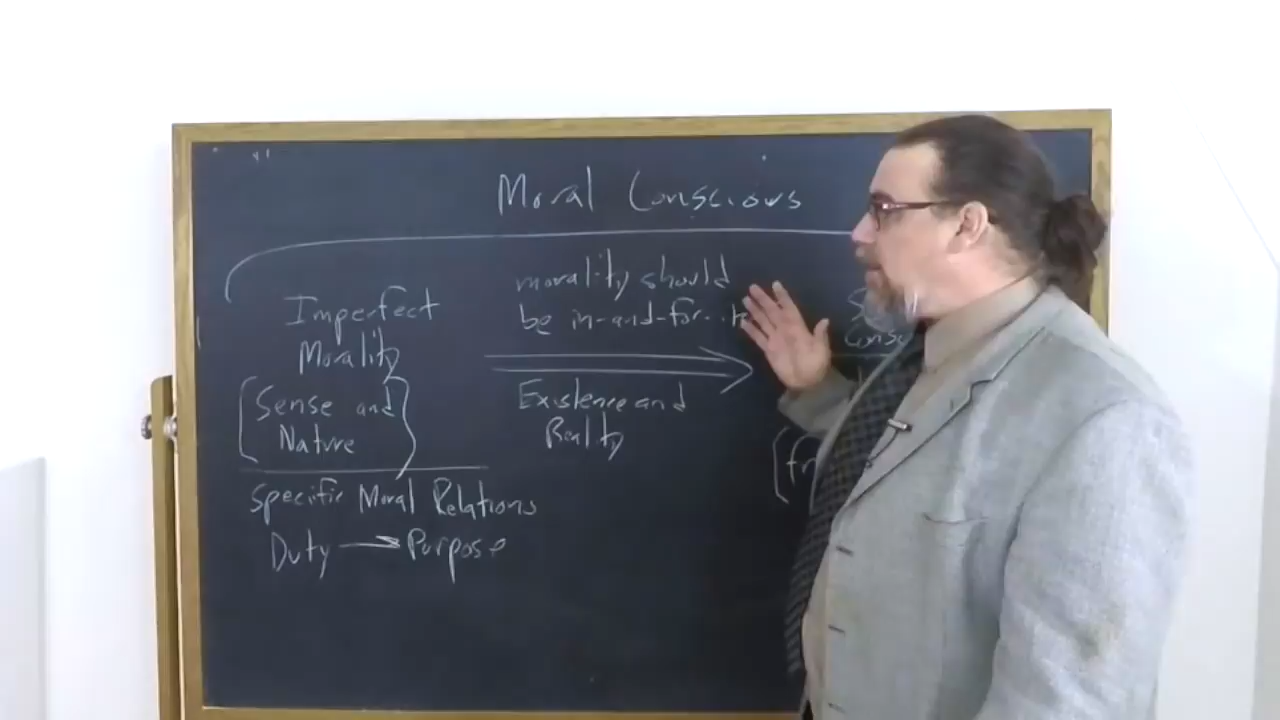 Moral Conscious
morality should
be in-and-for
Imperfect
Morality
Existence and
Reality
{Sense and
Nature}
Specific Moral Relations
Duty → Purpose